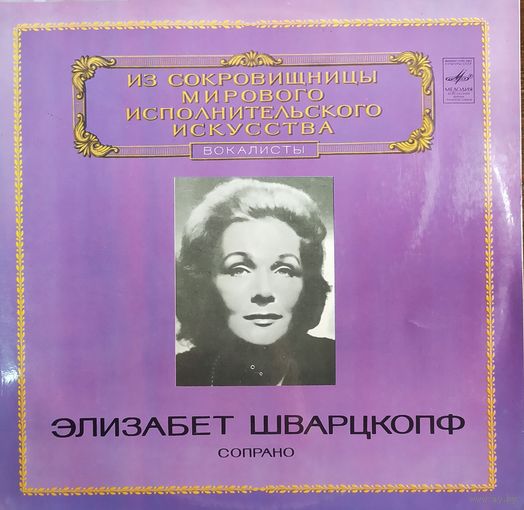 ИЗ СОКРОВИЩНИЦЫ
МИРОВОГО
ИСПОЛНИТЕЛЬСКОГО
ИСКУССТВА
ВОКАЛИСТЫ
МЕЛОДИЯ
ЭЛИЗАБЕТ ШВАРЦКОПФ
СОПРАНО